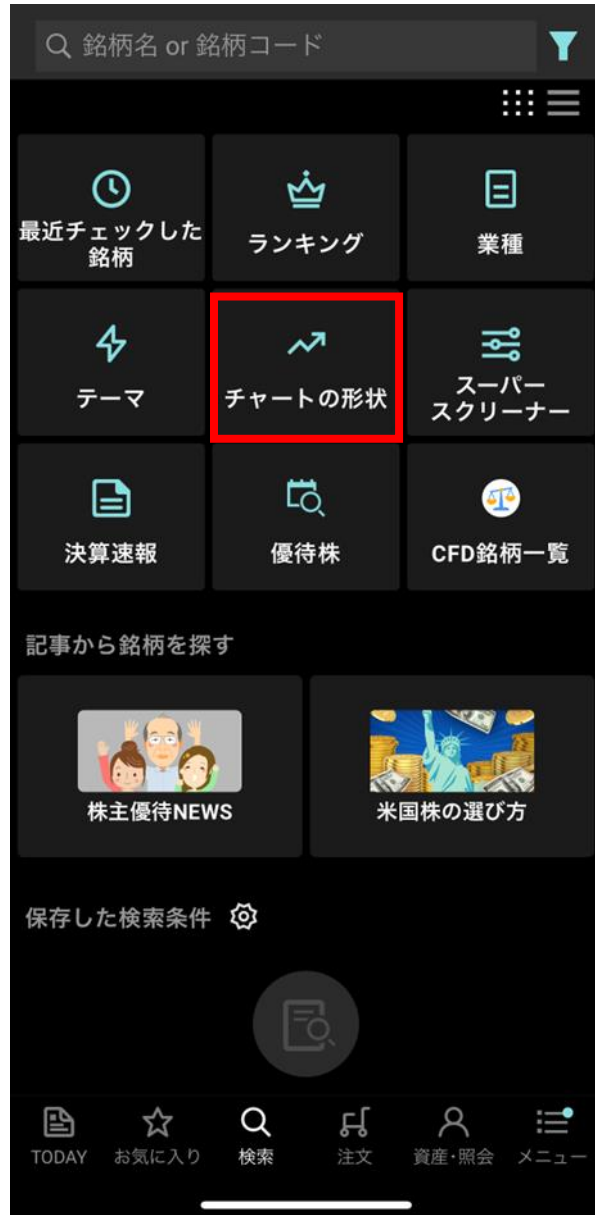 銘柄名 or 銘柄コード
最近チェックした
銘柄
ランキング
業種
テーマ
チャートの形状
スーパー
スクリーナー
決算速報
優待株
CFD銘柄一覧
記事から銘柄を探す
株主優待NEWS
米国株の選び方
保存した検索条件
TODAY
お気に入り
検索
注文
資産・照会
メニュー